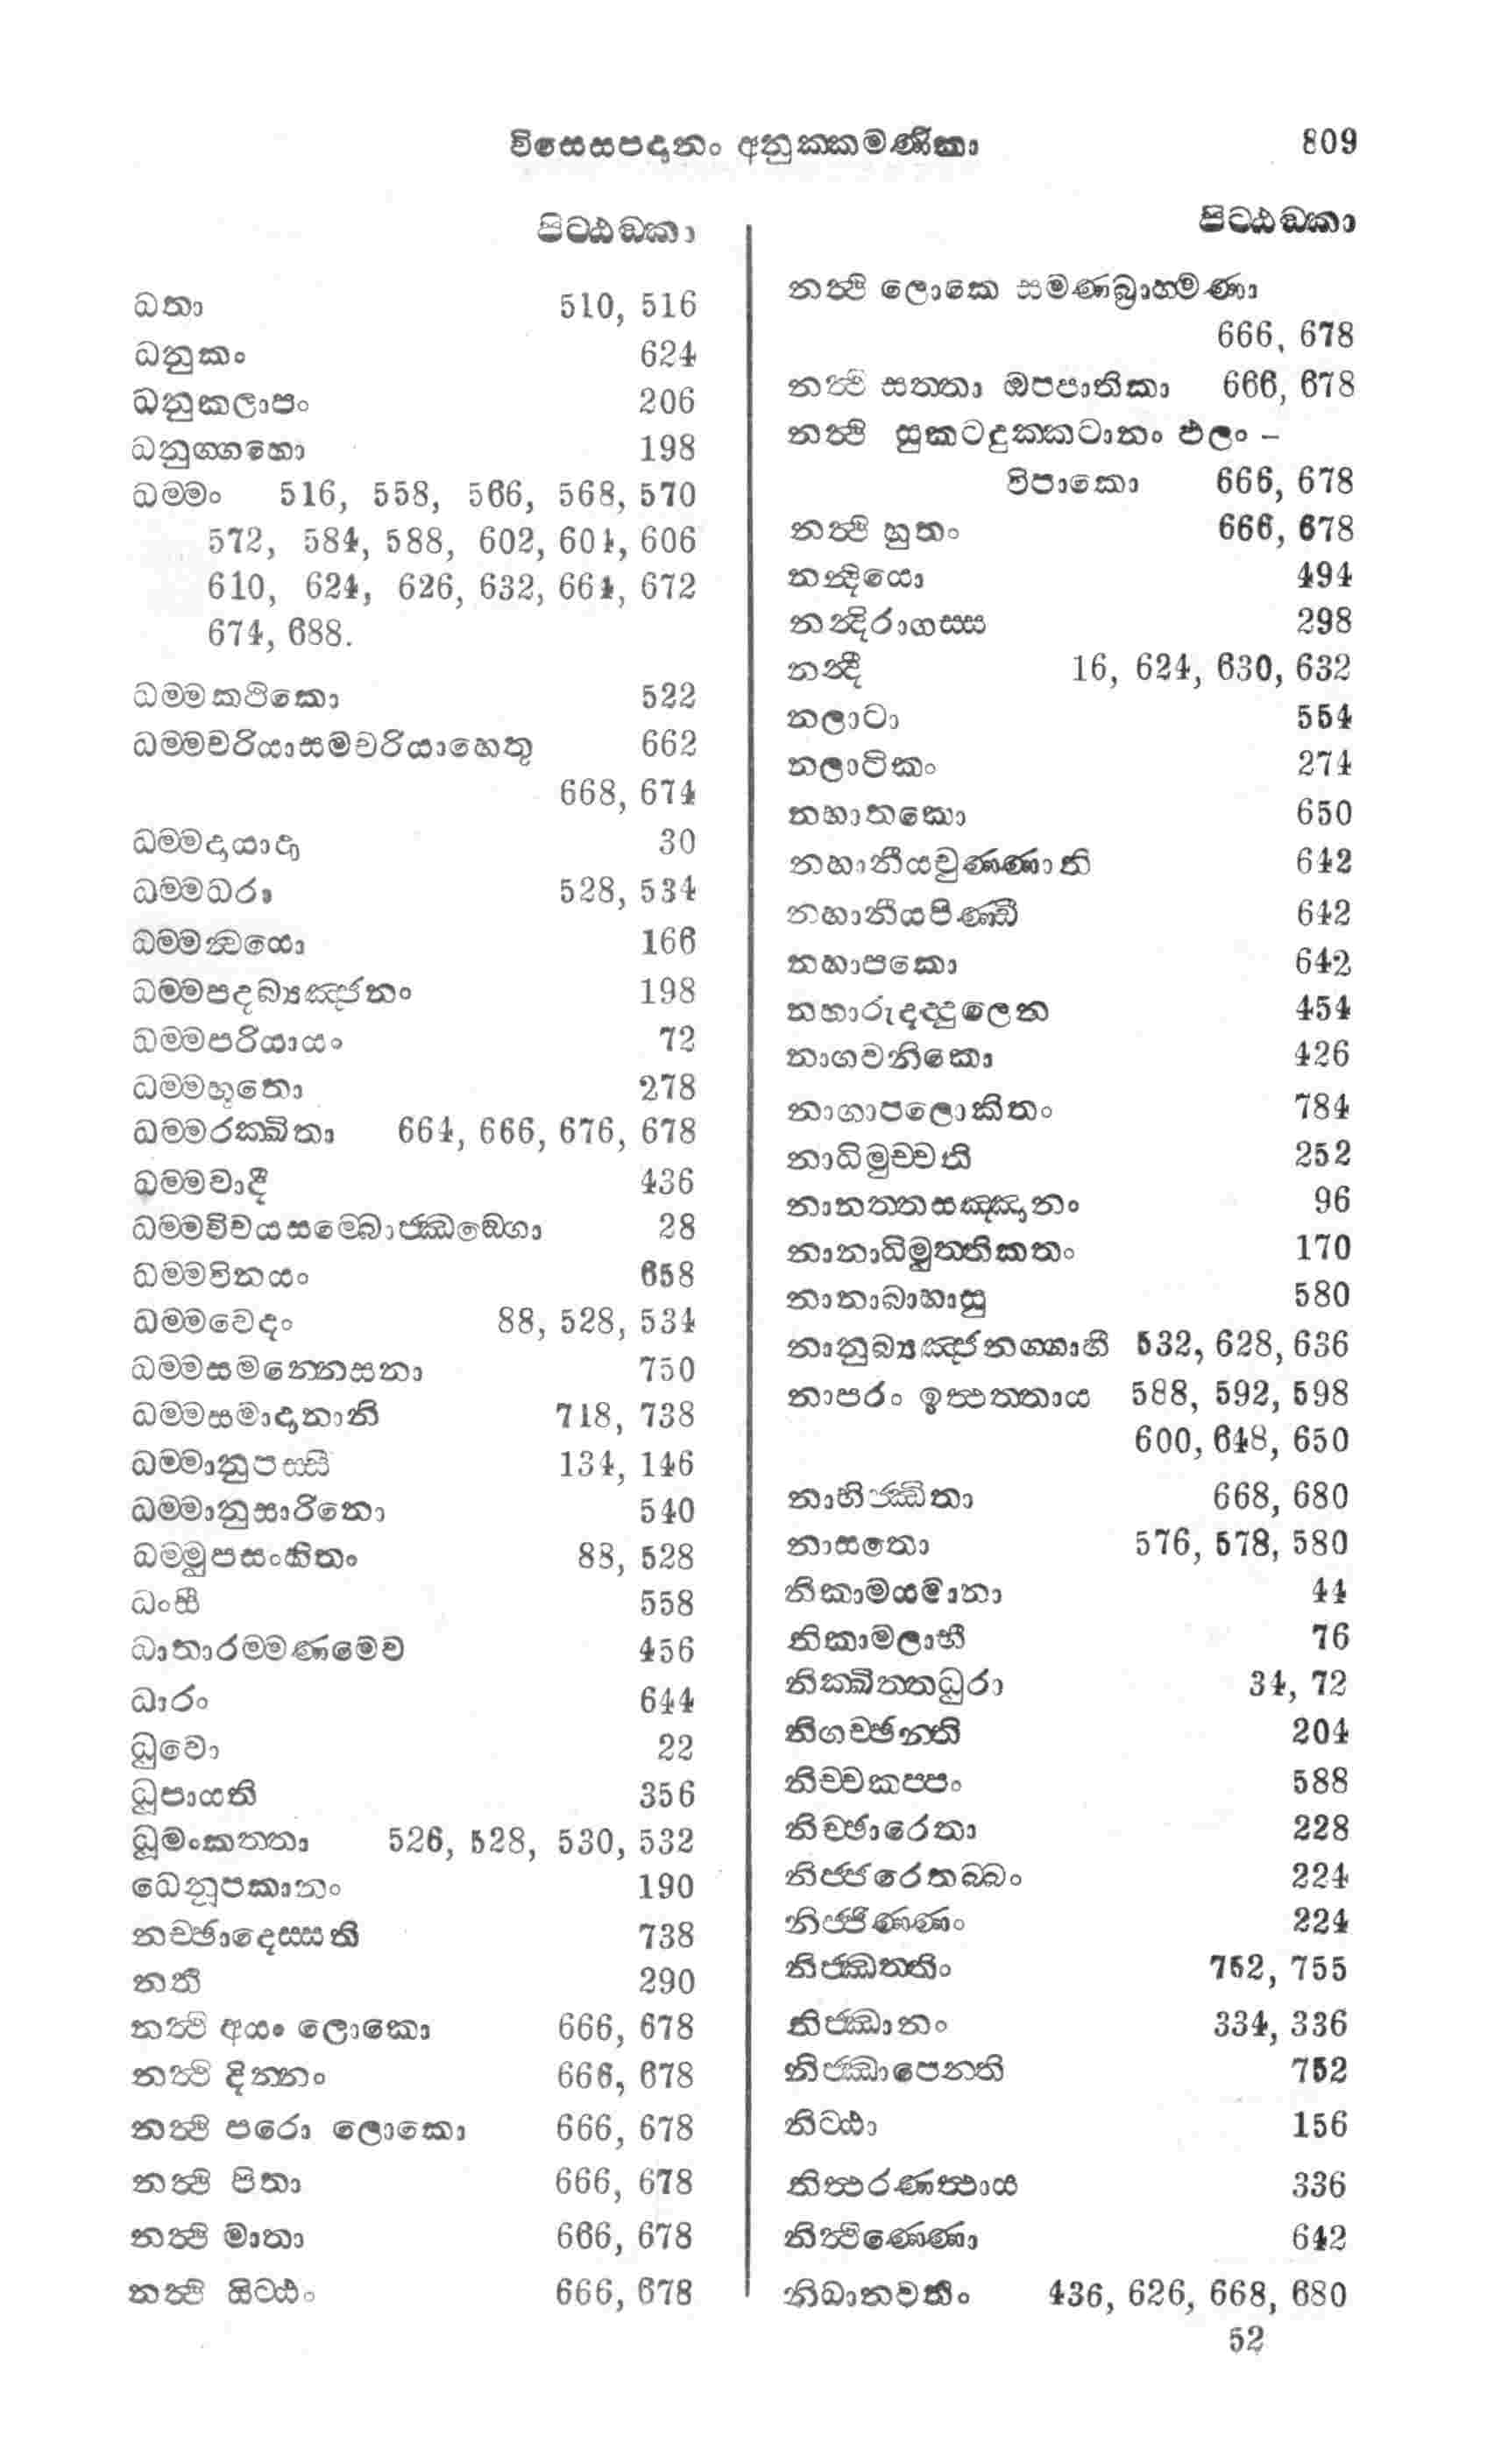 විසෙසපදානං අනුක්කමණිකා 809
පිට්ඨඞ්කා
ධතා 510, 516
ධනුකං 624
ධනුකලාපං 206
ධනුග්ගහො 198
ධම්මං 516, 558, 566, 568, 570
572, 584, 588, 602, 604, 606
610, 624, 626, 632, 664, 672
674, 688.
ධම්මකථිකො 522
ධම්මචරියාසමචරියාහෙතු 662
668, 674
ධම්මදායාදා 30
ධම්මධරා 528, 534
ධම්මන්වයො 166
ධම්මපදබ්‍යඤ්ජනං 198
ධම්මපරියායං 72
ධම්මභූතො 278
ධම්මරක්ඛිතා 664, 666, 676, 678
ධම්මවාදී 436
ධම්මවිචයසම්බොජ්ඣඞ්ගො 28
ධම්මවිනයං 658
ධම්මවෙදං 88, 528, 534
ධම්මසමන්නෙසනා 750
ධම්මසමාදානානි 718, 738
ධම්මානුපස්සී 134, 146
ධම්මානුසාරිනො 540
ධම්මුපසංහිතං 88, 528
ධංසී 558
ධාතාරම්මණමෙව 456
ධාරං 644
ධුවො 22
ධූපායති 356
ධූමංකත්තා 526, 528, 530, 532
ධෙනූපකානං 190
නච්ඡාදෙස්සති 738
නති 290
නත්ථි අයං ලොකො 666, 678
නත්ථි දින්නං 666, 678
නත්ථි පරො ලොකො 666, 678
නත්ථි පිතා 666, 678
නත්ථි මාතා 666, 678
නත්ථි යිට්ඨං 666, 678
පිට්ඨඞ්කා
නත්ථි ලොකෙ සමණබ්‍රාහ්මණා
666, 678
නත්ථි සත්තා ඔපපාතිකා 666, 678
නත්ථි සුකටදුක්කටානං ඵලං –
විපාකො 666, 678
නත්ථි හුතං 666, 678
නන්දියො 494
නන්දිරාගස්ස 298
නන්දී 16, 624, 630, 632
නලාටා 554
නලාටිකං 274
නහාතකො 650
නහානීයචුණ්ණානි 642
නහානීයපිණ්ඩී 642
නහාපකො 642
නහාරුදද්දුලෙන 454
නාගවනිකො 426
නාගාපලොකිතං 784
නාධිමුච්චති 252
නානත්තසඤ්ඤානං 96
නානාධිමුත්තිකතං 170
නානාබාහාසු 580
නානුබ්‍යඤ්ජනග්ගාහී 532, 628, 636
නාපරං ඉත්ථත්තාය 588, 592, 598
600, 648, 650
නාභිජ්ඣිතා 668, 680
නාසතො 576, 578, 580
නිකාමයමානා 44
නිකාමලාභී 76
නික්ඛිත්තධුරා 34, 72
නිගච්ඡන්ති 204
නිච්චකප්පං 588
නිච්ඡාරෙතා 228
නිජ්ජරෙතබ්බං 224
නිජ්ජිණ්ණං 224
නිජ්ඣත්තිං 752, 755
නිජ්ඣානං 334, 336
නිජ්ඣාපෙන්ති 752
නිට්ඨා 156
නිත්ථරණත්ථාය 336
නිත්ථිණ්ණො 642
නිධානවතිං 436, 626, 668, 680
52